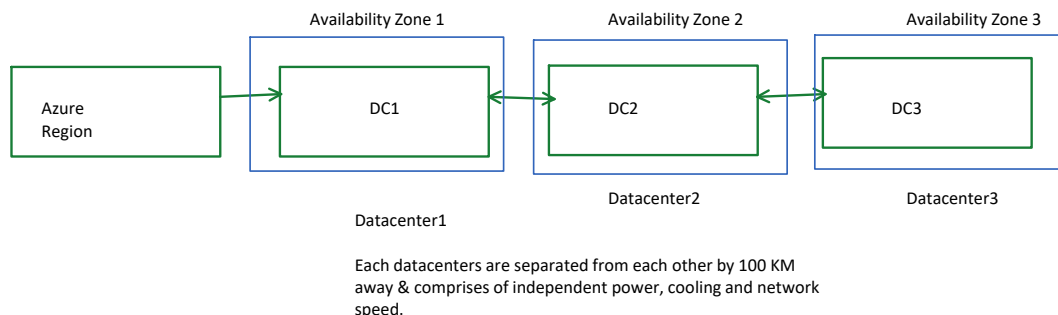 Availability Zone 1
Availability Zone 2
Availability Zone 3
Azure
Region
DC1
DC2
DC3
Datacenter1
Datacenter2
Datacenter3
Each datacenters are separated from each other by 100 KM
away & comprises of independent power, cooling and network
speed.